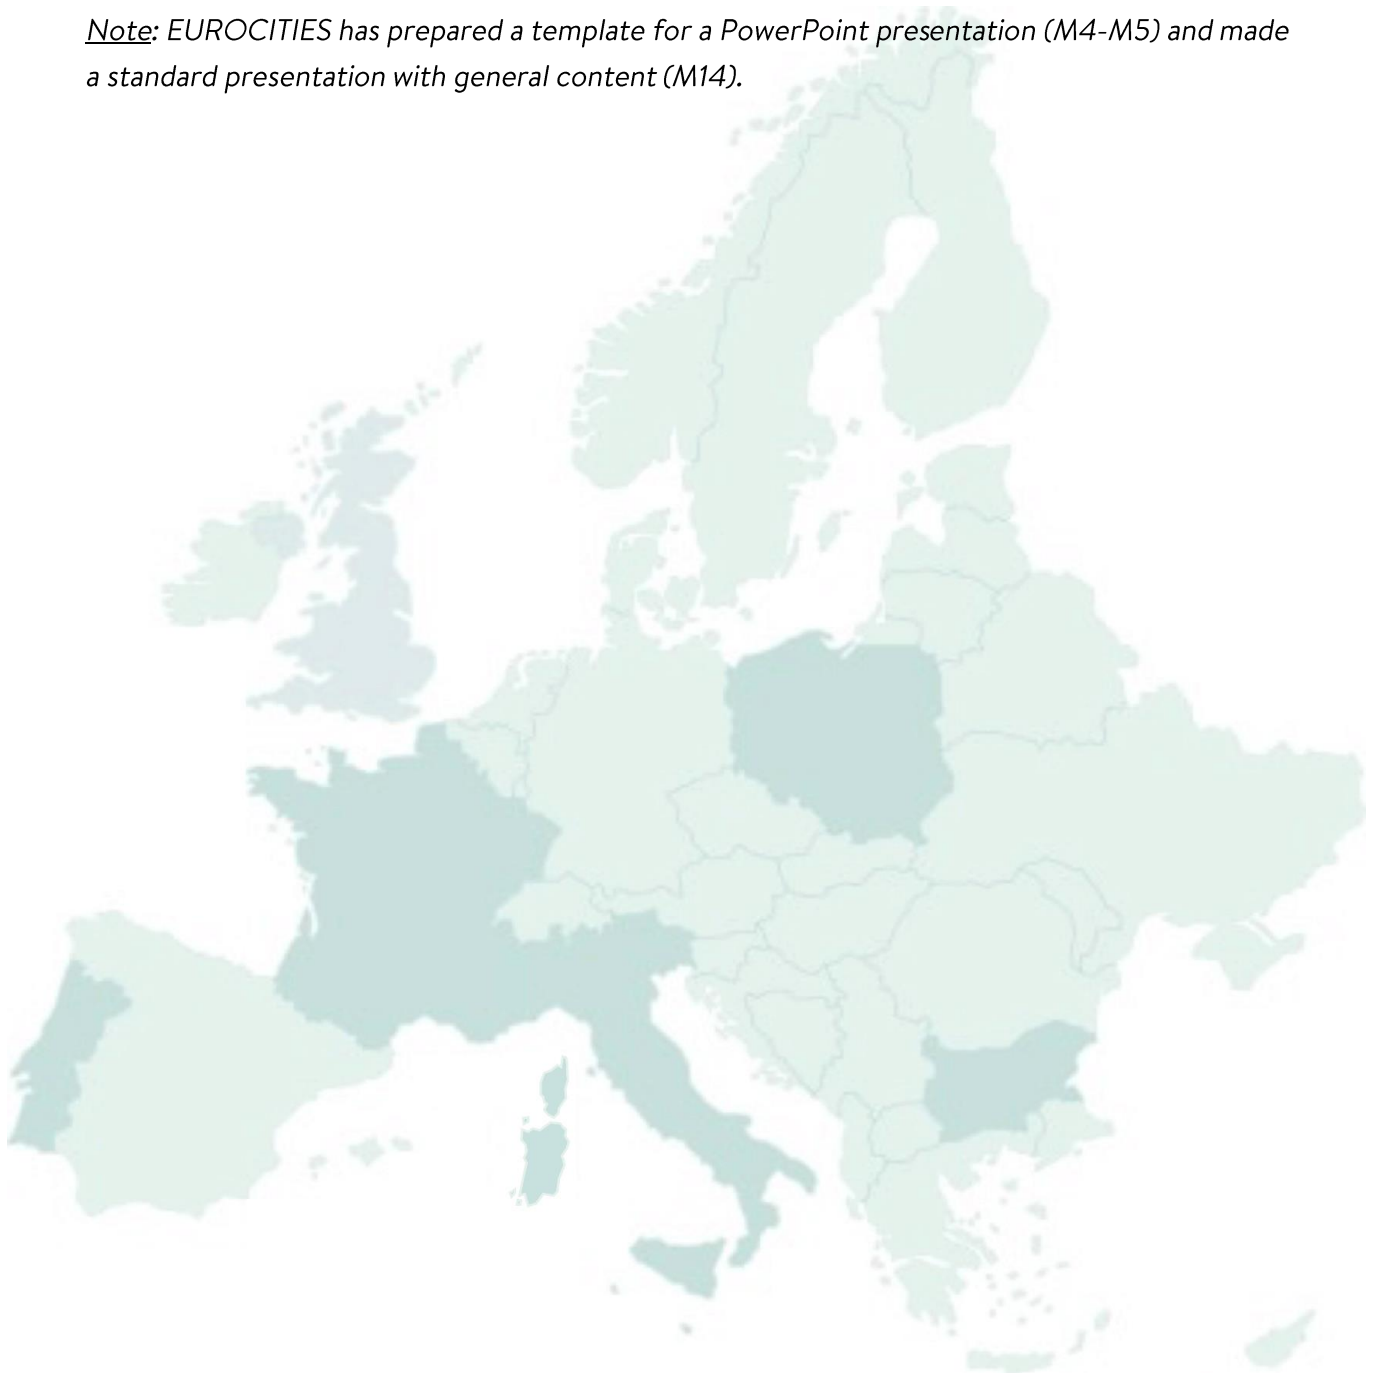 Note: EUROCITIES has prepared a template for a PowerPoint presentation (M4-M5) and made
a standard presentation with general content (M14).